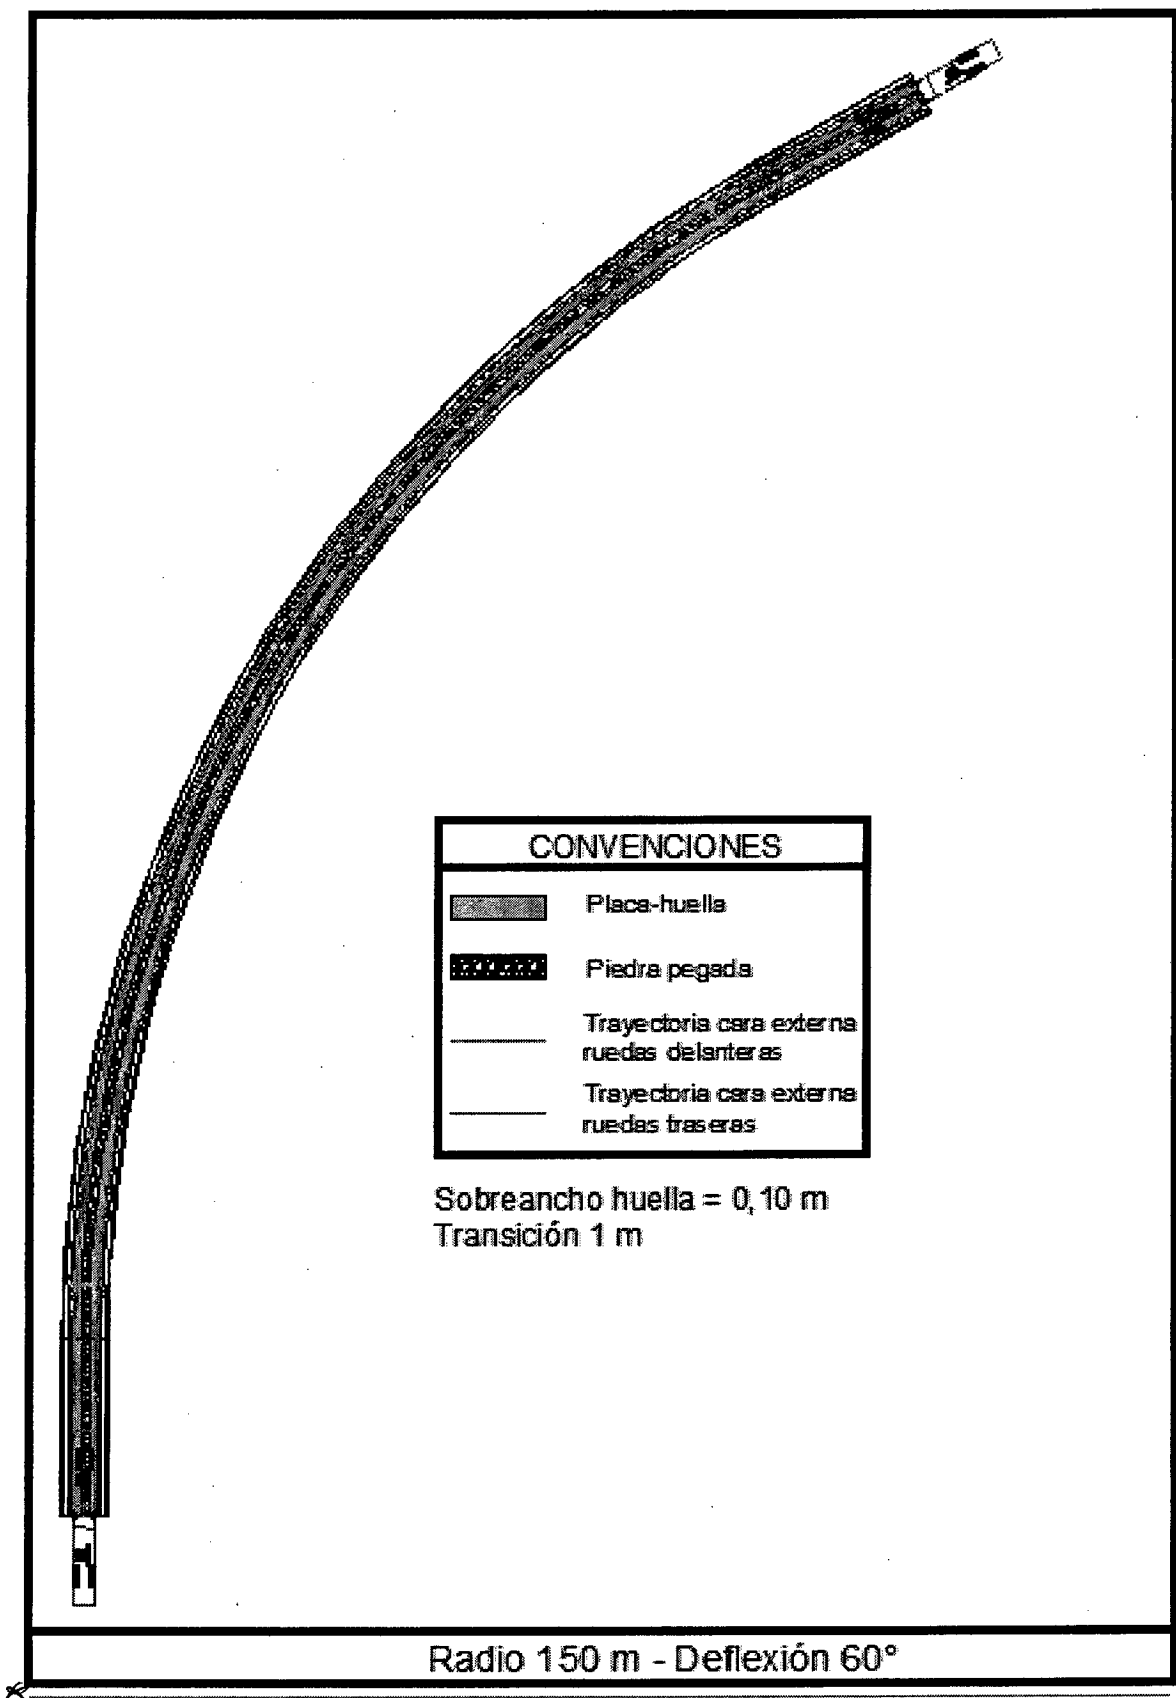 CONVENCIONES
Placa-huella
Piedra pegada
Trayectoria cara externa
ruedas delanteras
Trayectoria cara externa
ruedas traseras
Sobreancho huella = 0,10 m
Transición 1 m
Radio 150 m - Deflexión 60°